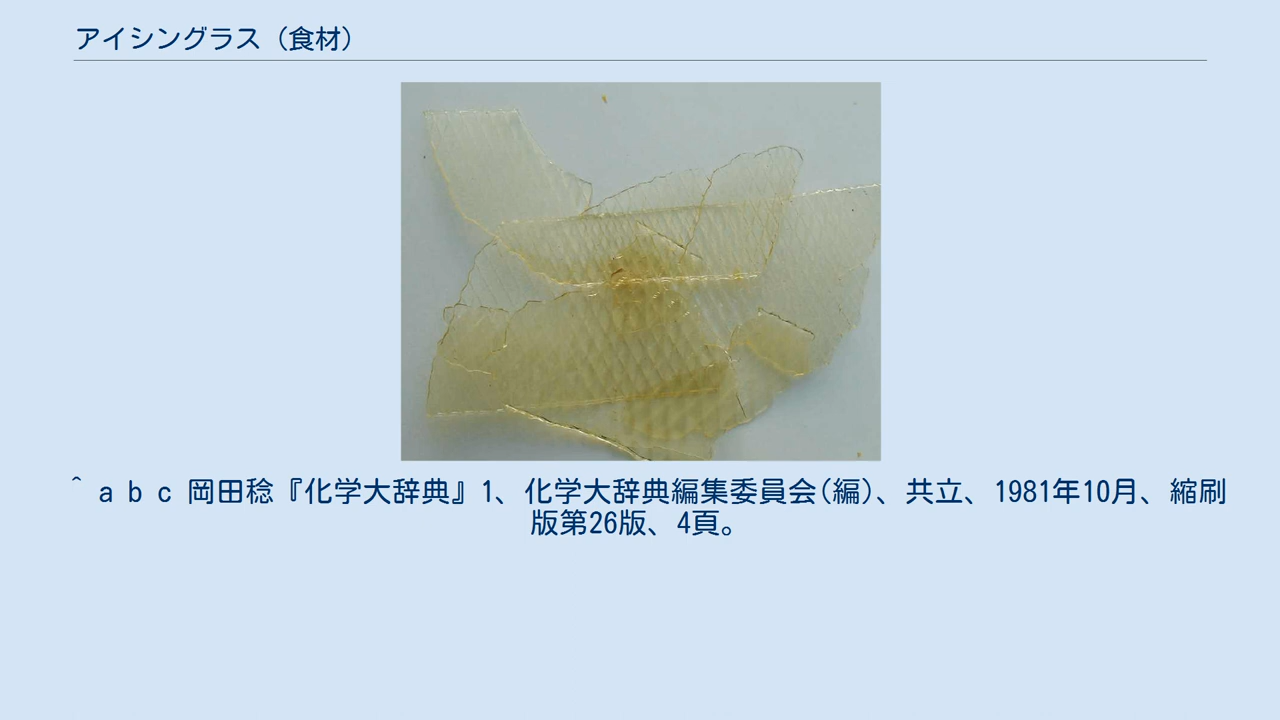 アイシングラス（食材）
^ a b c 岡田稔『化学大辞典』1、化学大辞典編集委員会(編)、共立、1981年10月、縮刷
版第26版、4頁。